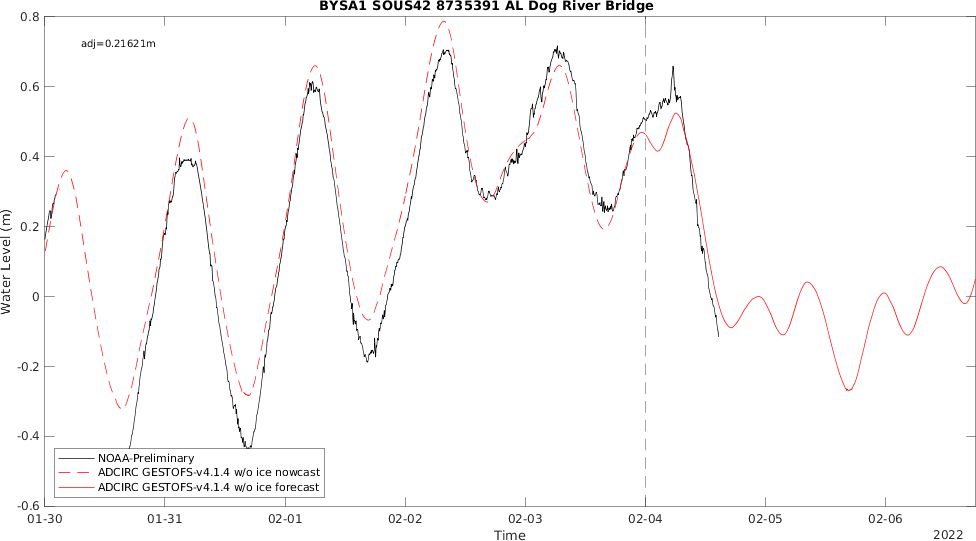 BYSA1 SOUS42 8735391 AL Dog River Bridge
adj=0.21621m
0.8
0.6
0.4
0.2
0
-0.2
-0.4
-0.6
Water Level (m)
NOAA-Preliminary
ADCIRC GESTOFS-v4.1.4 w/o ice nowcast
ADCIRC GESTOFS-v4.1.4 w/o ice forecast
01-30 01-31 02-01 02-02 02-03 02-04 02-05 02-06
Time
2022